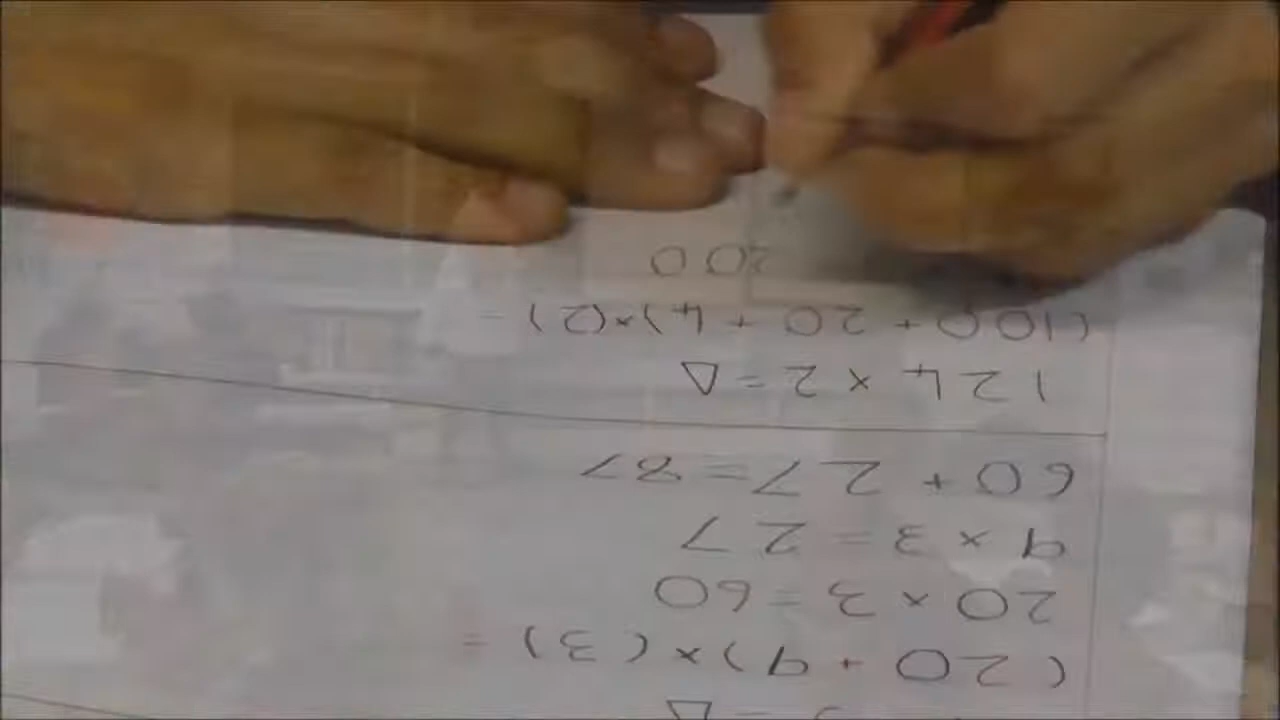 (20 + 9) × (3) =
20 × 3 = 60
9 × 3 = 27
60 + 27 = 87
124 × 2 = △
(100 + 20 + 4) × (2) =
200